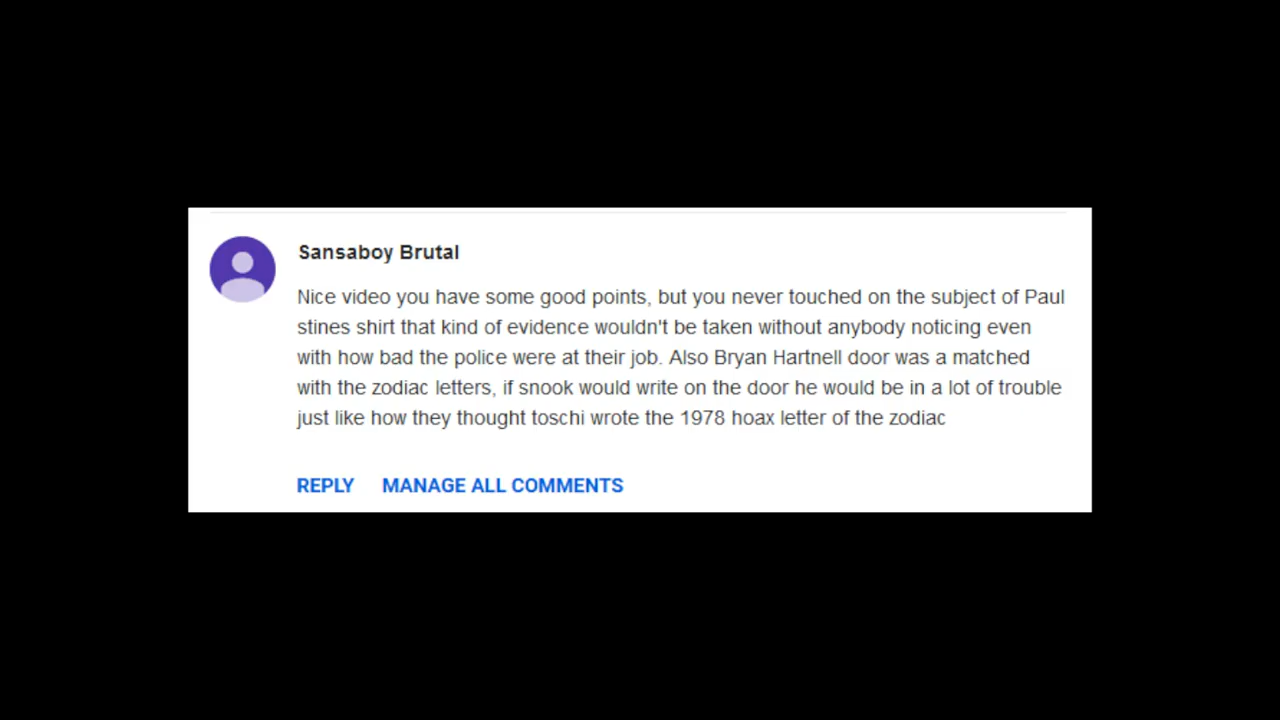 Sansaboy Brutal
Nice video you have some good points, but you never touched on the subject of Paul
stines shirt that kind of evidence wouldn't be taken without anybody noticing even
with how bad the police were at their job. Also Bryan Hartnell door was a matched
with the zodiac letters, if snook would write on the door he would be in a lot of trouble
just like how they thought toschi wrote the 1978 hoax letter of the zodiac
REPLY MANAGE ALL COMMENTS